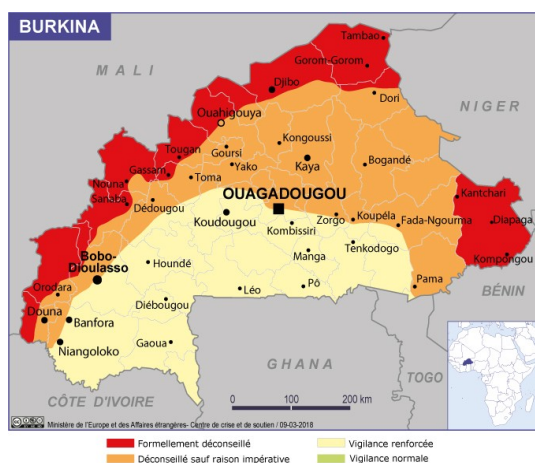 BURKINA
MALI
NIGER
Tambao
Gorom-Gorom
Djibo
Dori
Ouahigouya
Kongoussi
Tougan
Goursi
Gassam
Yako
Kaya
Bogandé
Nouna
Toma
Sanaba
Dédougou
OUAGADOUGOU
Kantchari
Koudougou
Zorgo
Koupéla
Fada-Ngourma
Diapaga
Kombissiri
Bobo-
Dioulasso
Houndé
Manga
Tenkodogo
Kompongou
Orodara
Léo
Pô
Pama
BÉNIN
Douna
Banfora
Diébougou
Niangoloko
Gaoua
GHANA
TOGO
CÔTE D'IVOIRE
0 100 200 km
Ministère de l'Europe et des Affaires étrangères- Centre de crise et de soutien / 09-03-2018
Formellement déconseillé
Vigilance renforcée
Déconseillé sauf raison impérative
Vigilance normale